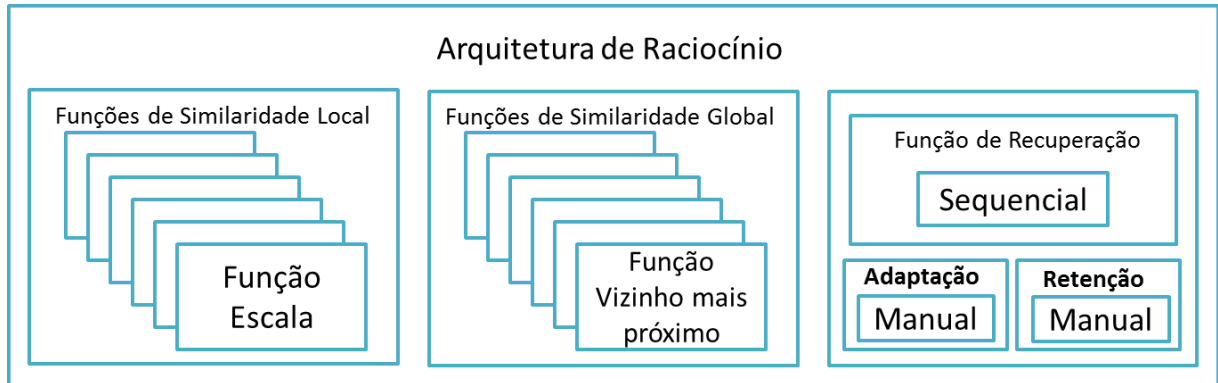 Arquitetura de Raciocínio
Funções de Similaridade Local
Função
Escala
Funções de Similaridade Global
Função
Vizinho mais
próximo
Função de Recuperação
Sequencial
Adaptação
Manual
Retenção
Manual